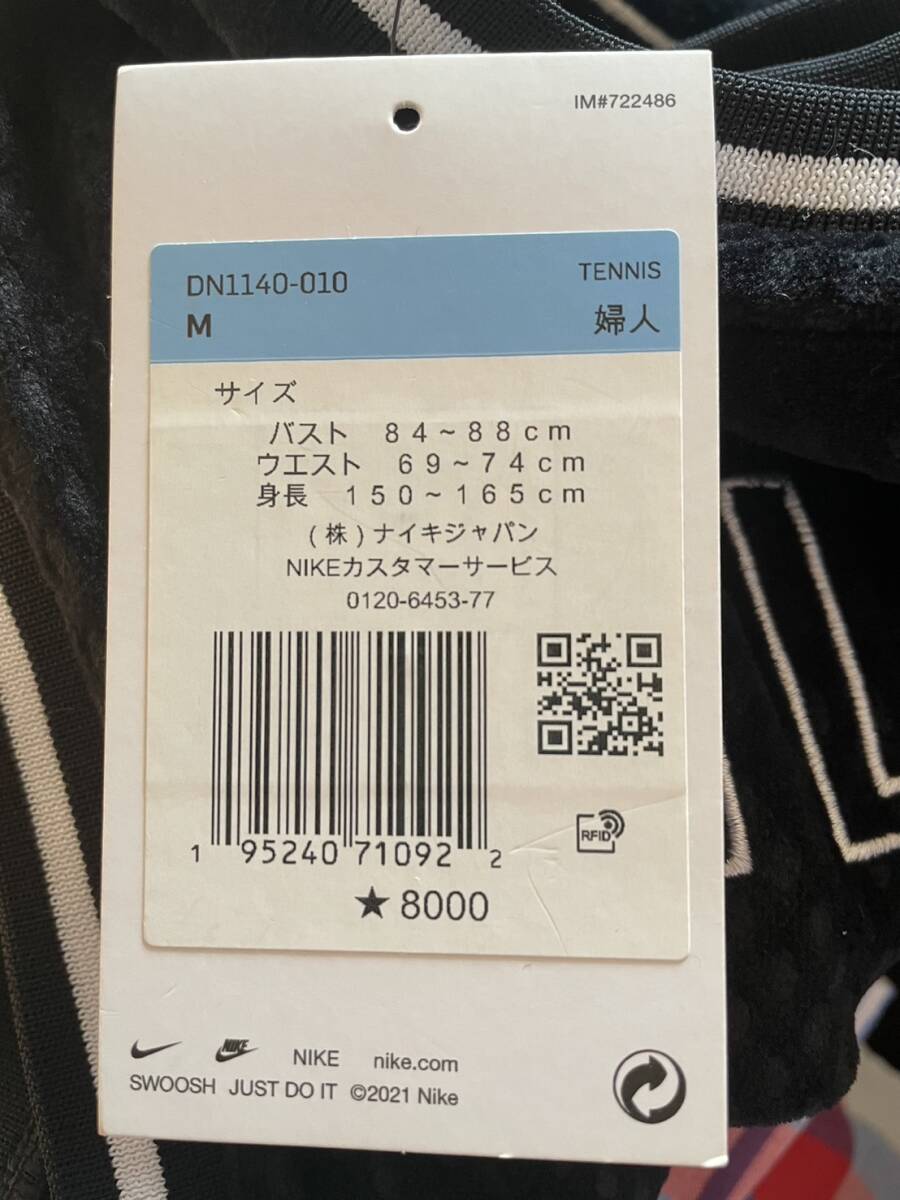 IM#722486
DN1140-010
TENNIS
M
婦人
サイズ
バスト 84~88cm
ウエスト 69~74cm
身長 150~165cm
(株)ナイキジャパン
NIKEカスタマーサービス
0120-6453-77
RFID
1 95240 71092 2
★8000
NIKE NIKE nike.com
SWOOSH JUST DO IT ©2021 Nike